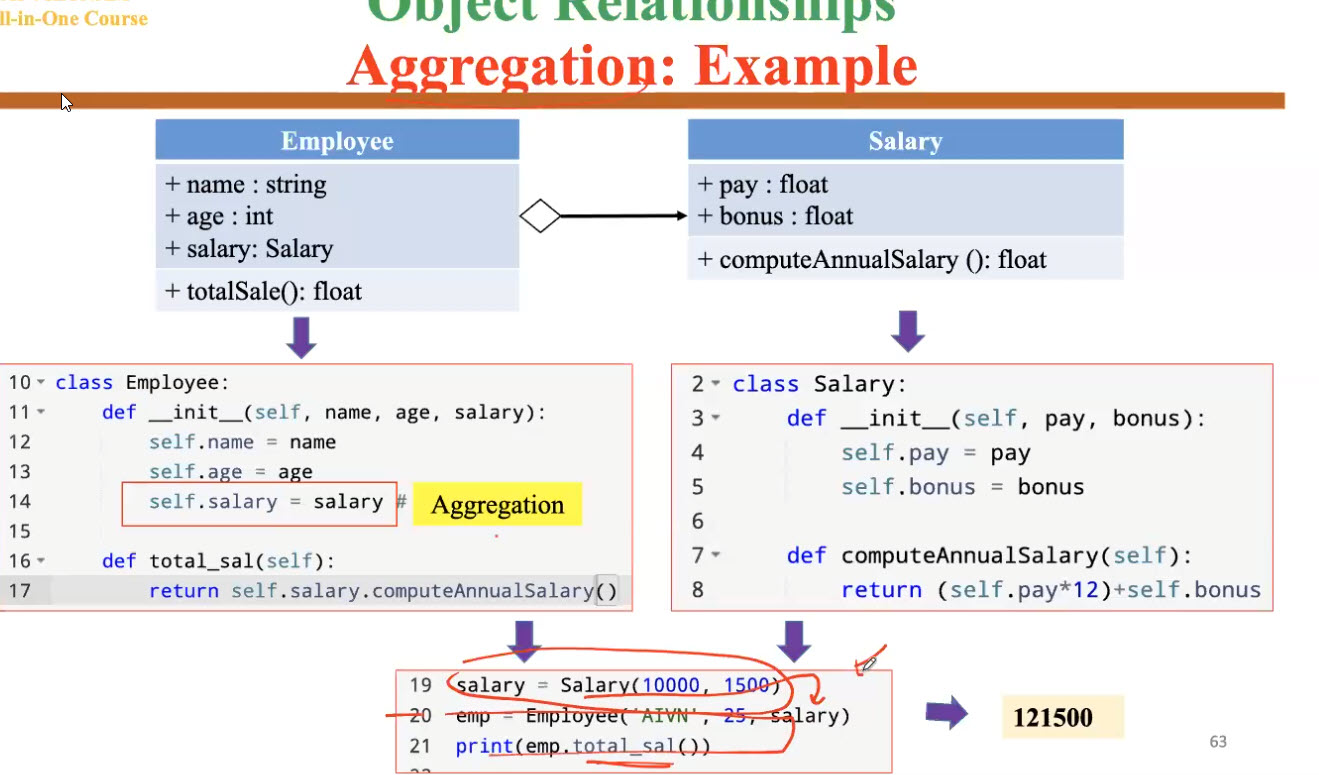 ll-in-One Course
Object Relationships
Aggregation: Example
Employee
+ name : string
+ age : int
+ salary: Salary
+ totalSale(): float
Salary
+ pay : float
+ bonus : float
+ computeAnnualSalary (): float
10 class Employee:
11 def __init__(self, name, age, salary):
12 self.name = name
13 self.age = age
14 self.salary = salary # Aggregation
15
16 def total_sal(self):
17 return self.salary.computeAnnualSalary()
2 class Salary:
3 def __init__(self, pay, bonus):
4 self.pay = pay
5 self.bonus = bonus
6
7 def computeAnnualSalary(self):
8 return (self.pay*12)+self.bonus
19 salary = Salary(10000, 1500)
20 emp = Employee('AIVN', 25, salary)
21 print(emp.total_sal())
121500
63